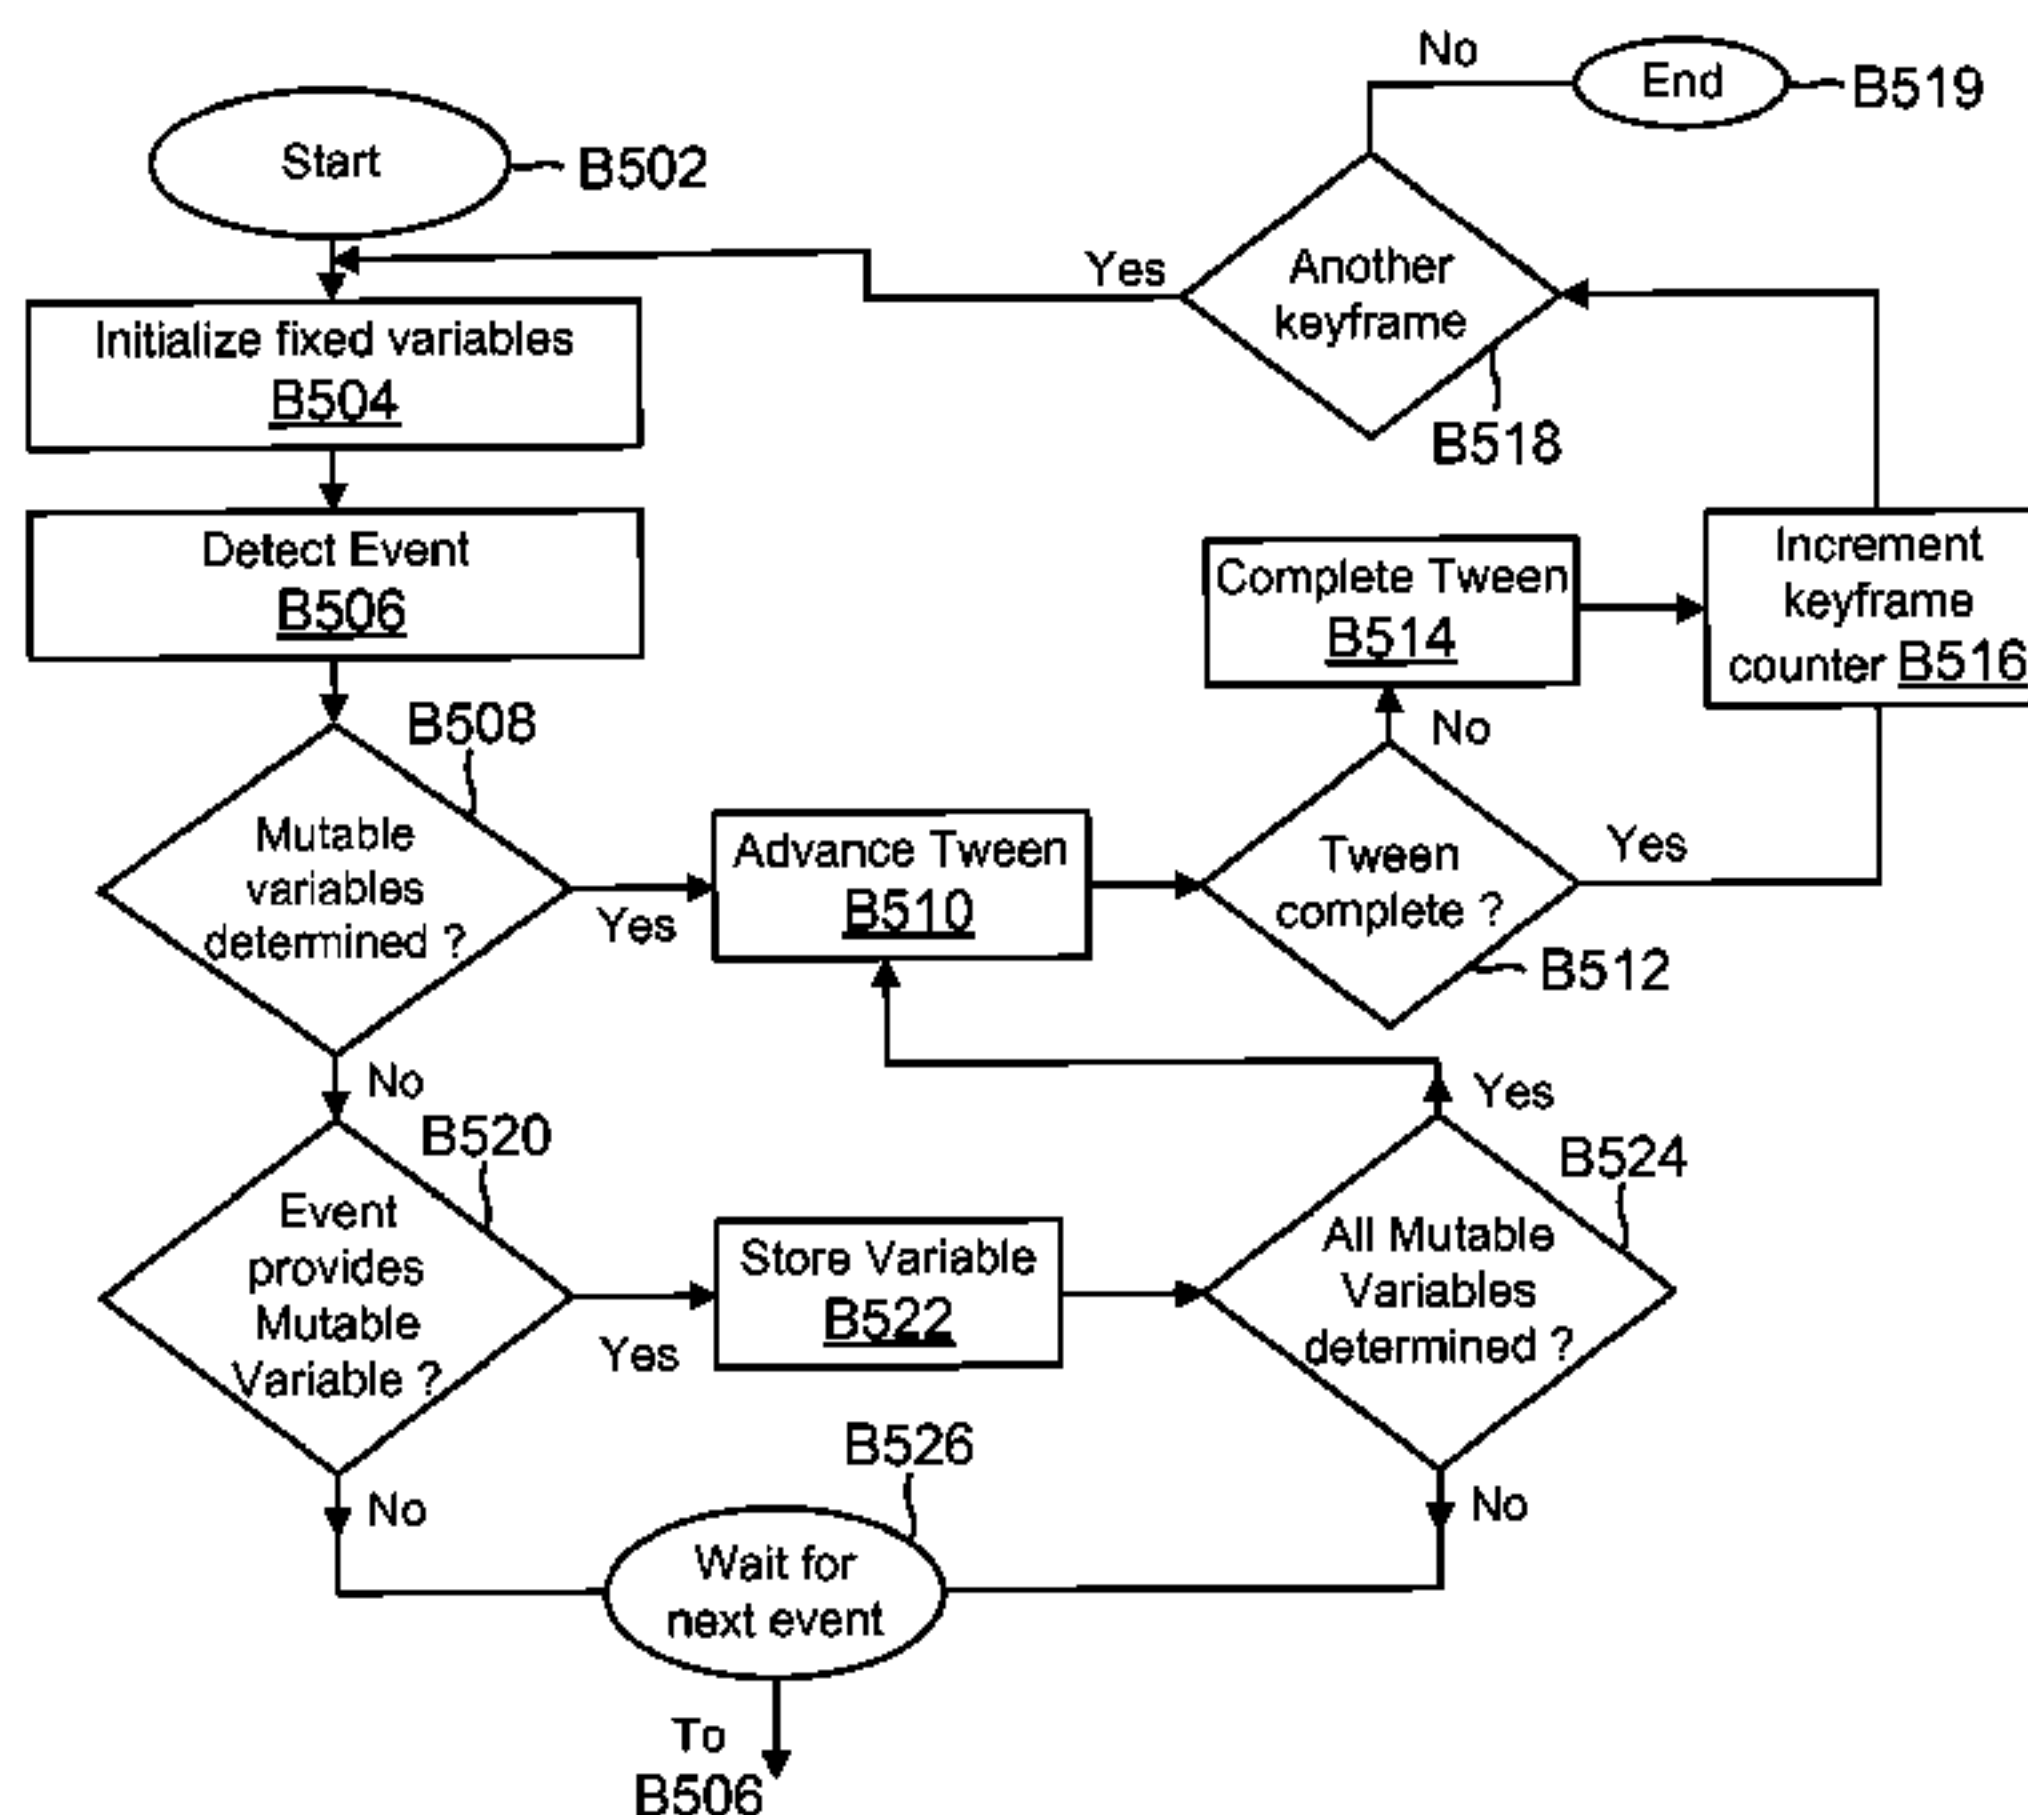 No
End
B519
Start
B502
Yes
Another
keyframe
B518
Initialize fixed variables
B504
Detect Event
B506
Complete Tween
B514
Increment
keyframe
counter B516
B508
No
Mutable
variables
determined ?
Yes
Advance Tween
B510
Tween
complete ?
Yes
B512
No
B520
Yes
B524
Event
provides
Mutable
Variable ?
Yes
Store Variable
B522
All Mutable
Variables
determined ?
No
B526
No
Wait for
next event
To
B506